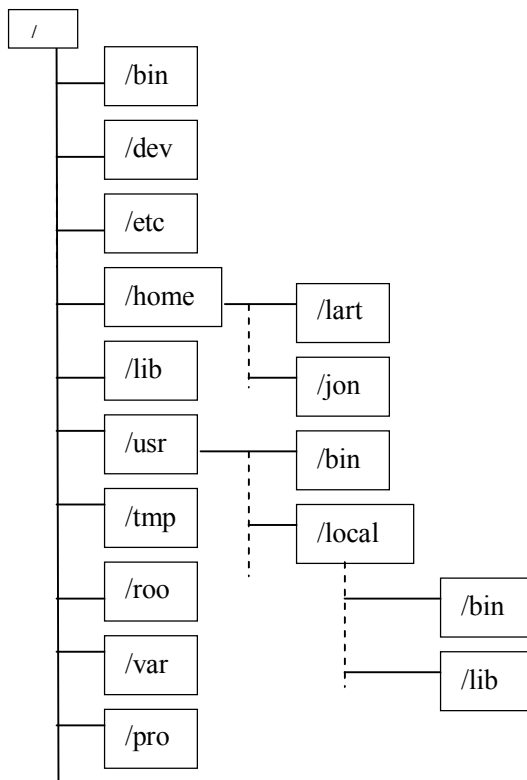 /
/bin
/dev
/etc
/home
/lart
/lib
/jon
/usr
/bin
/tmp
/local
/roo
/bin
/var
/lib
/pro